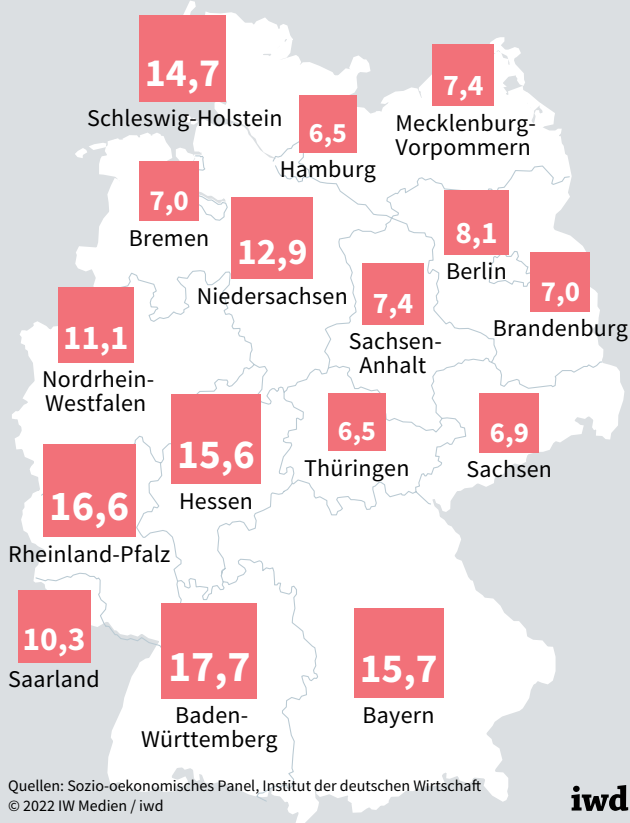 14,7
Schleswig-Holstein
7,4
Mecklenburg-
Vorpommern
6,5
Hamburg
7,0
Bremen
12,9
Niedersachsen
8,1
Berlin
7,0
Brandenburg
7,4
Sachsen-
Anhalt
11,1
Nordrhein-
Westfalen
15,6
Hessen
6,5
Thüringen
6,9
Sachsen
16,6
Rheinland-Pfalz
10,3
Saarland
17,7
Baden-
Württemberg
15,7
Bayern
Quellen: Sozio-oekonomisches Panel, Institut der deutschen Wirtschaft
© 2022 IW Medien / iwd
iwd